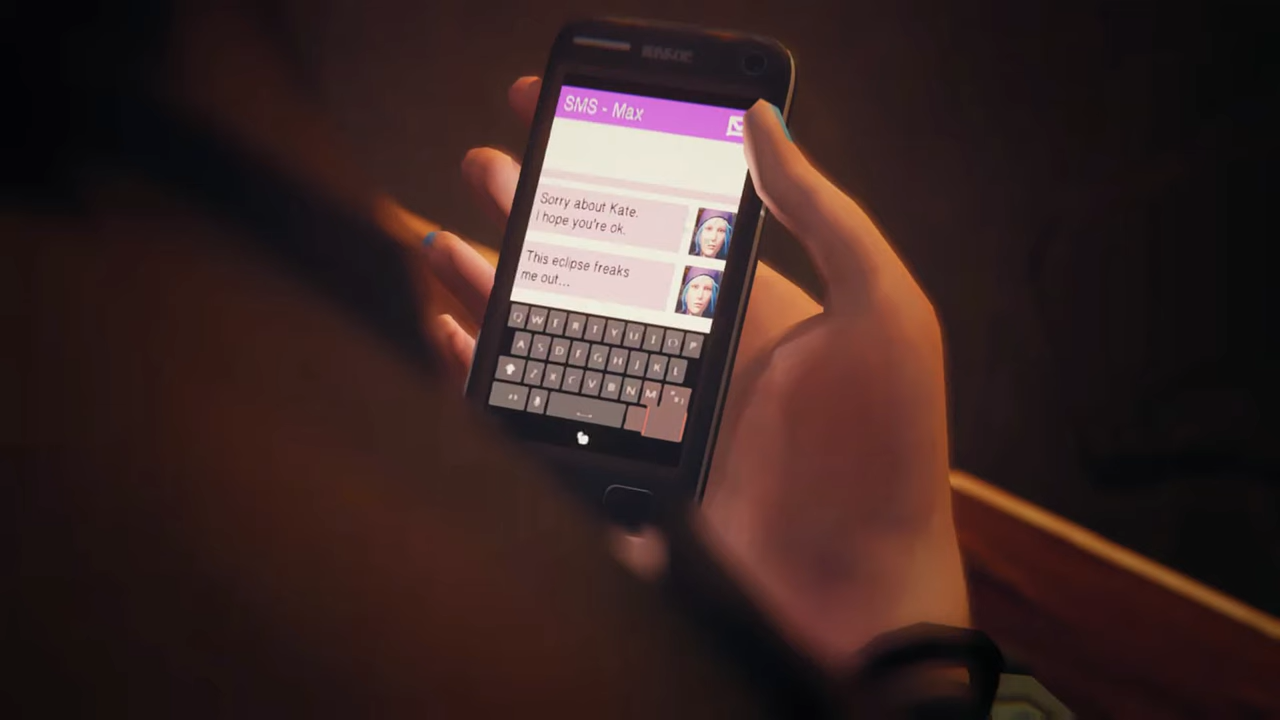 SMS - Max
Sorry about Kate.
I hope you're ok.
This eclipse freaks
me out...
Q W E R T Y U I O P
A S D F G H J K L
Z X C V B N M